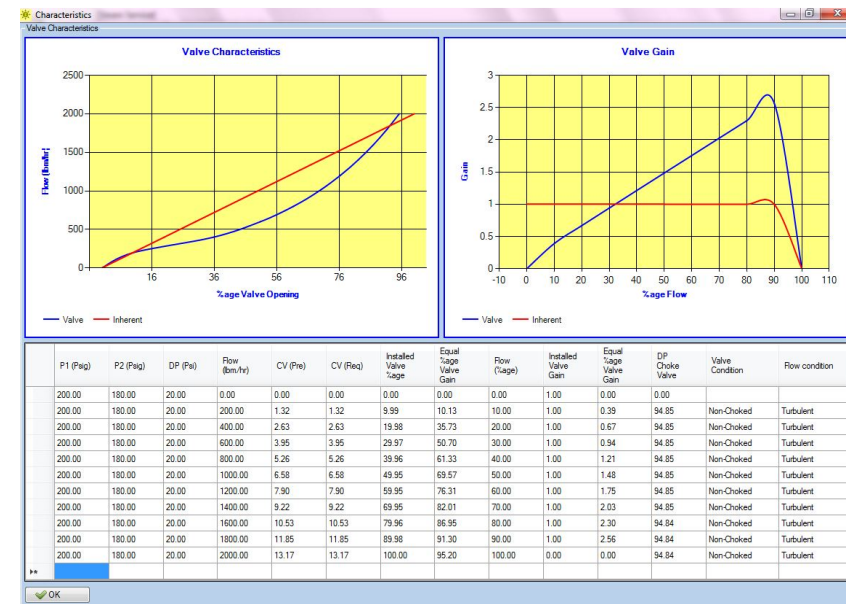 Characteristics
Valve Characteristics
Valve Characteristics
2500
2000
1500
1000
500
0
Flow [lbm/hr]
16 36 56 76 96
%age Valve Opening
Valve Inherent
Valve Gain
3
2.5
2
1.5
1
0.5
0
Gain
-10 0 10 20 30 40 50 60 70 80 90 100 110
%age Flow
Valve Inherent
P1 (Psig) P2 (Psig) DP (Psi) Flow (lbm/hr) CV (Pre) CV (Req) Installed Valve %age Equal %age Valve Gain Flow (%age) Installed Valve Gain Equal %age Valve Gain DP Choke Valve Valve Condition Flow condition
200.00 180.00 20.00 0.00 0.00 0.00 0.00 0.00 0.00 1.00 0.00 0.00
200.00 180.00 20.00 200.00 1.32 1.32 9.99 10.13 10.00 1.00 0.39 94.85 Non-Choked Turbulent
200.00 180.00 20.00 400.00 2.63 2.63 19.98 35.73 20.00 1.00 0.67 94.85 Non-Choked Turbulent
200.00 180.00 20.00 600.00 3.95 3.95 29.97 50.70 30.00 1.00 0.94 94.85 Non-Choked Turbulent
200.00 180.00 20.00 800.00 5.26 5.26 39.96 61.33 40.00 1.00 1.21 94.85 Non-Choked Turbulent
200.00 180.00 20.00 1000.00 6.58 6.58 49.95 69.57 50.00 1.00 1.48 94.85 Non-Choked Turbulent
200.00 180.00 20.00 1200.00 7.90 7.90 59.95 76.31 60.00 1.00 1.75 94.85 Non-Choked Turbulent
200.00 180.00 20.00 1400.00 9.22 9.22 69.95 82.01 70.00 1.00 2.03 94.85 Non-Choked Turbulent
200.00 180.00 20.00 1600.00 10.53 10.53 79.96 86.95 80.00 1.00 2.30 94.84 Non-Choked Turbulent
200.00 180.00 20.00 1800.00 11.85 11.85 89.98 91.30 90.00 1.00 2.56 94.84 Non-Choked Turbulent
200.00 180.00 20.00 2000.00 13.17 13.17 100.00 95.20 100.00 0.00 0.00 94.84 Non-Choked Turbulent
OK